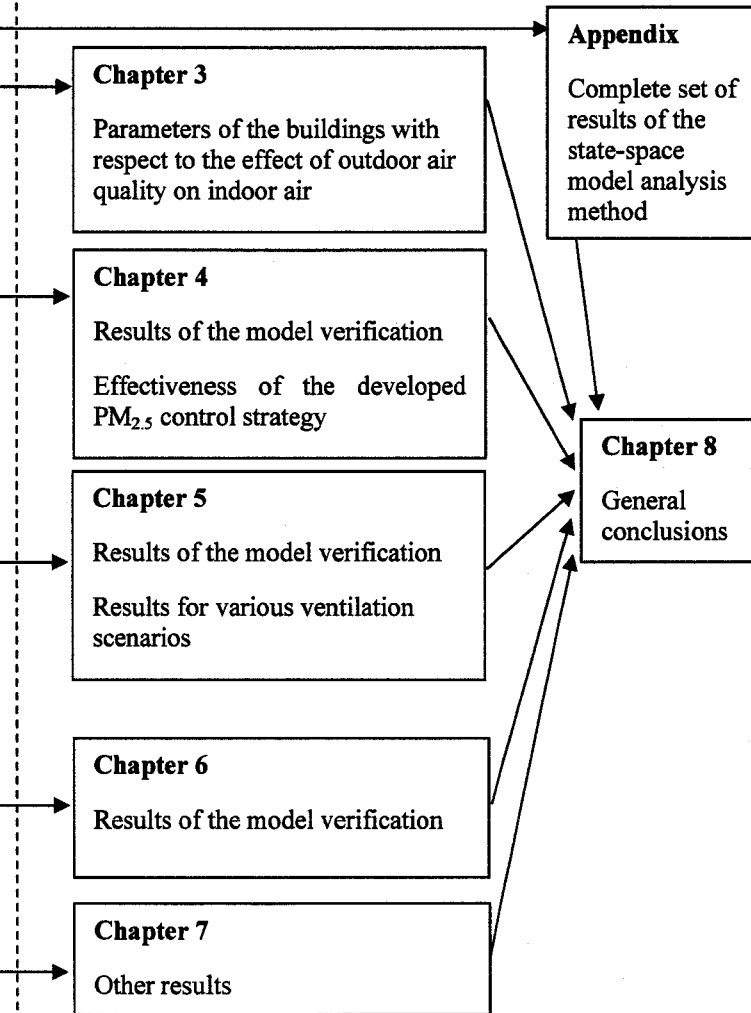 Appendix
Complete set of
results of the
state-space
model analysis
method
Chapter 3
Parameters of the buildings with
respect to the effect of outdoor air
quality on indoor air
Chapter 4
Results of the model verification
Effectiveness of the developed
PM2.5 control strategy
Chapter 5
Results of the model verification
Results for various ventilation
scenarios
Chapter 6
Results of the model verification
Chapter 7
Other results
Chapter 8
General
conclusions